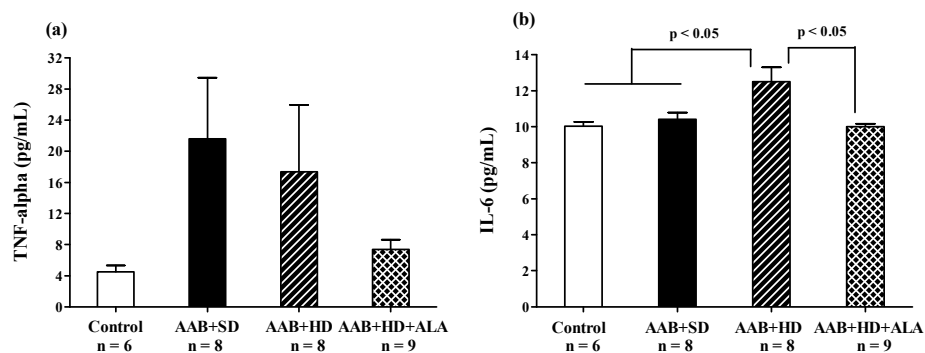 (a)
TNF-alpha (pg/mL)
32
28
24
20
16
12
8
4
0
Control AAB+SD AAB+HD AAB+HD+ALA
n = 6 n = 8 n = 8 n = 9
(b)
p < 0.05 p < 0.05
IL-6 (pg/mL)
14
12
10
8
6
4
2
0
Control AAB+SD AAB+HD AAB+HD+ALA
n = 6 n = 8 n = 8 n = 9